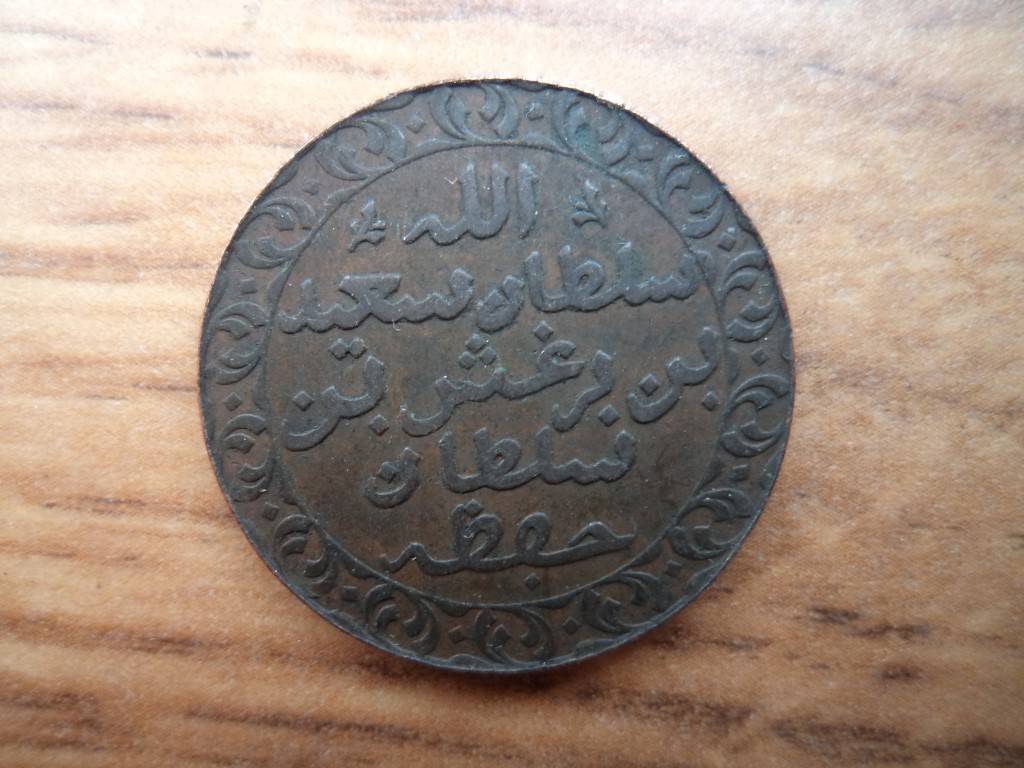 الله
سلطان سعيد
بن برغش بن
سلطان
حفظه